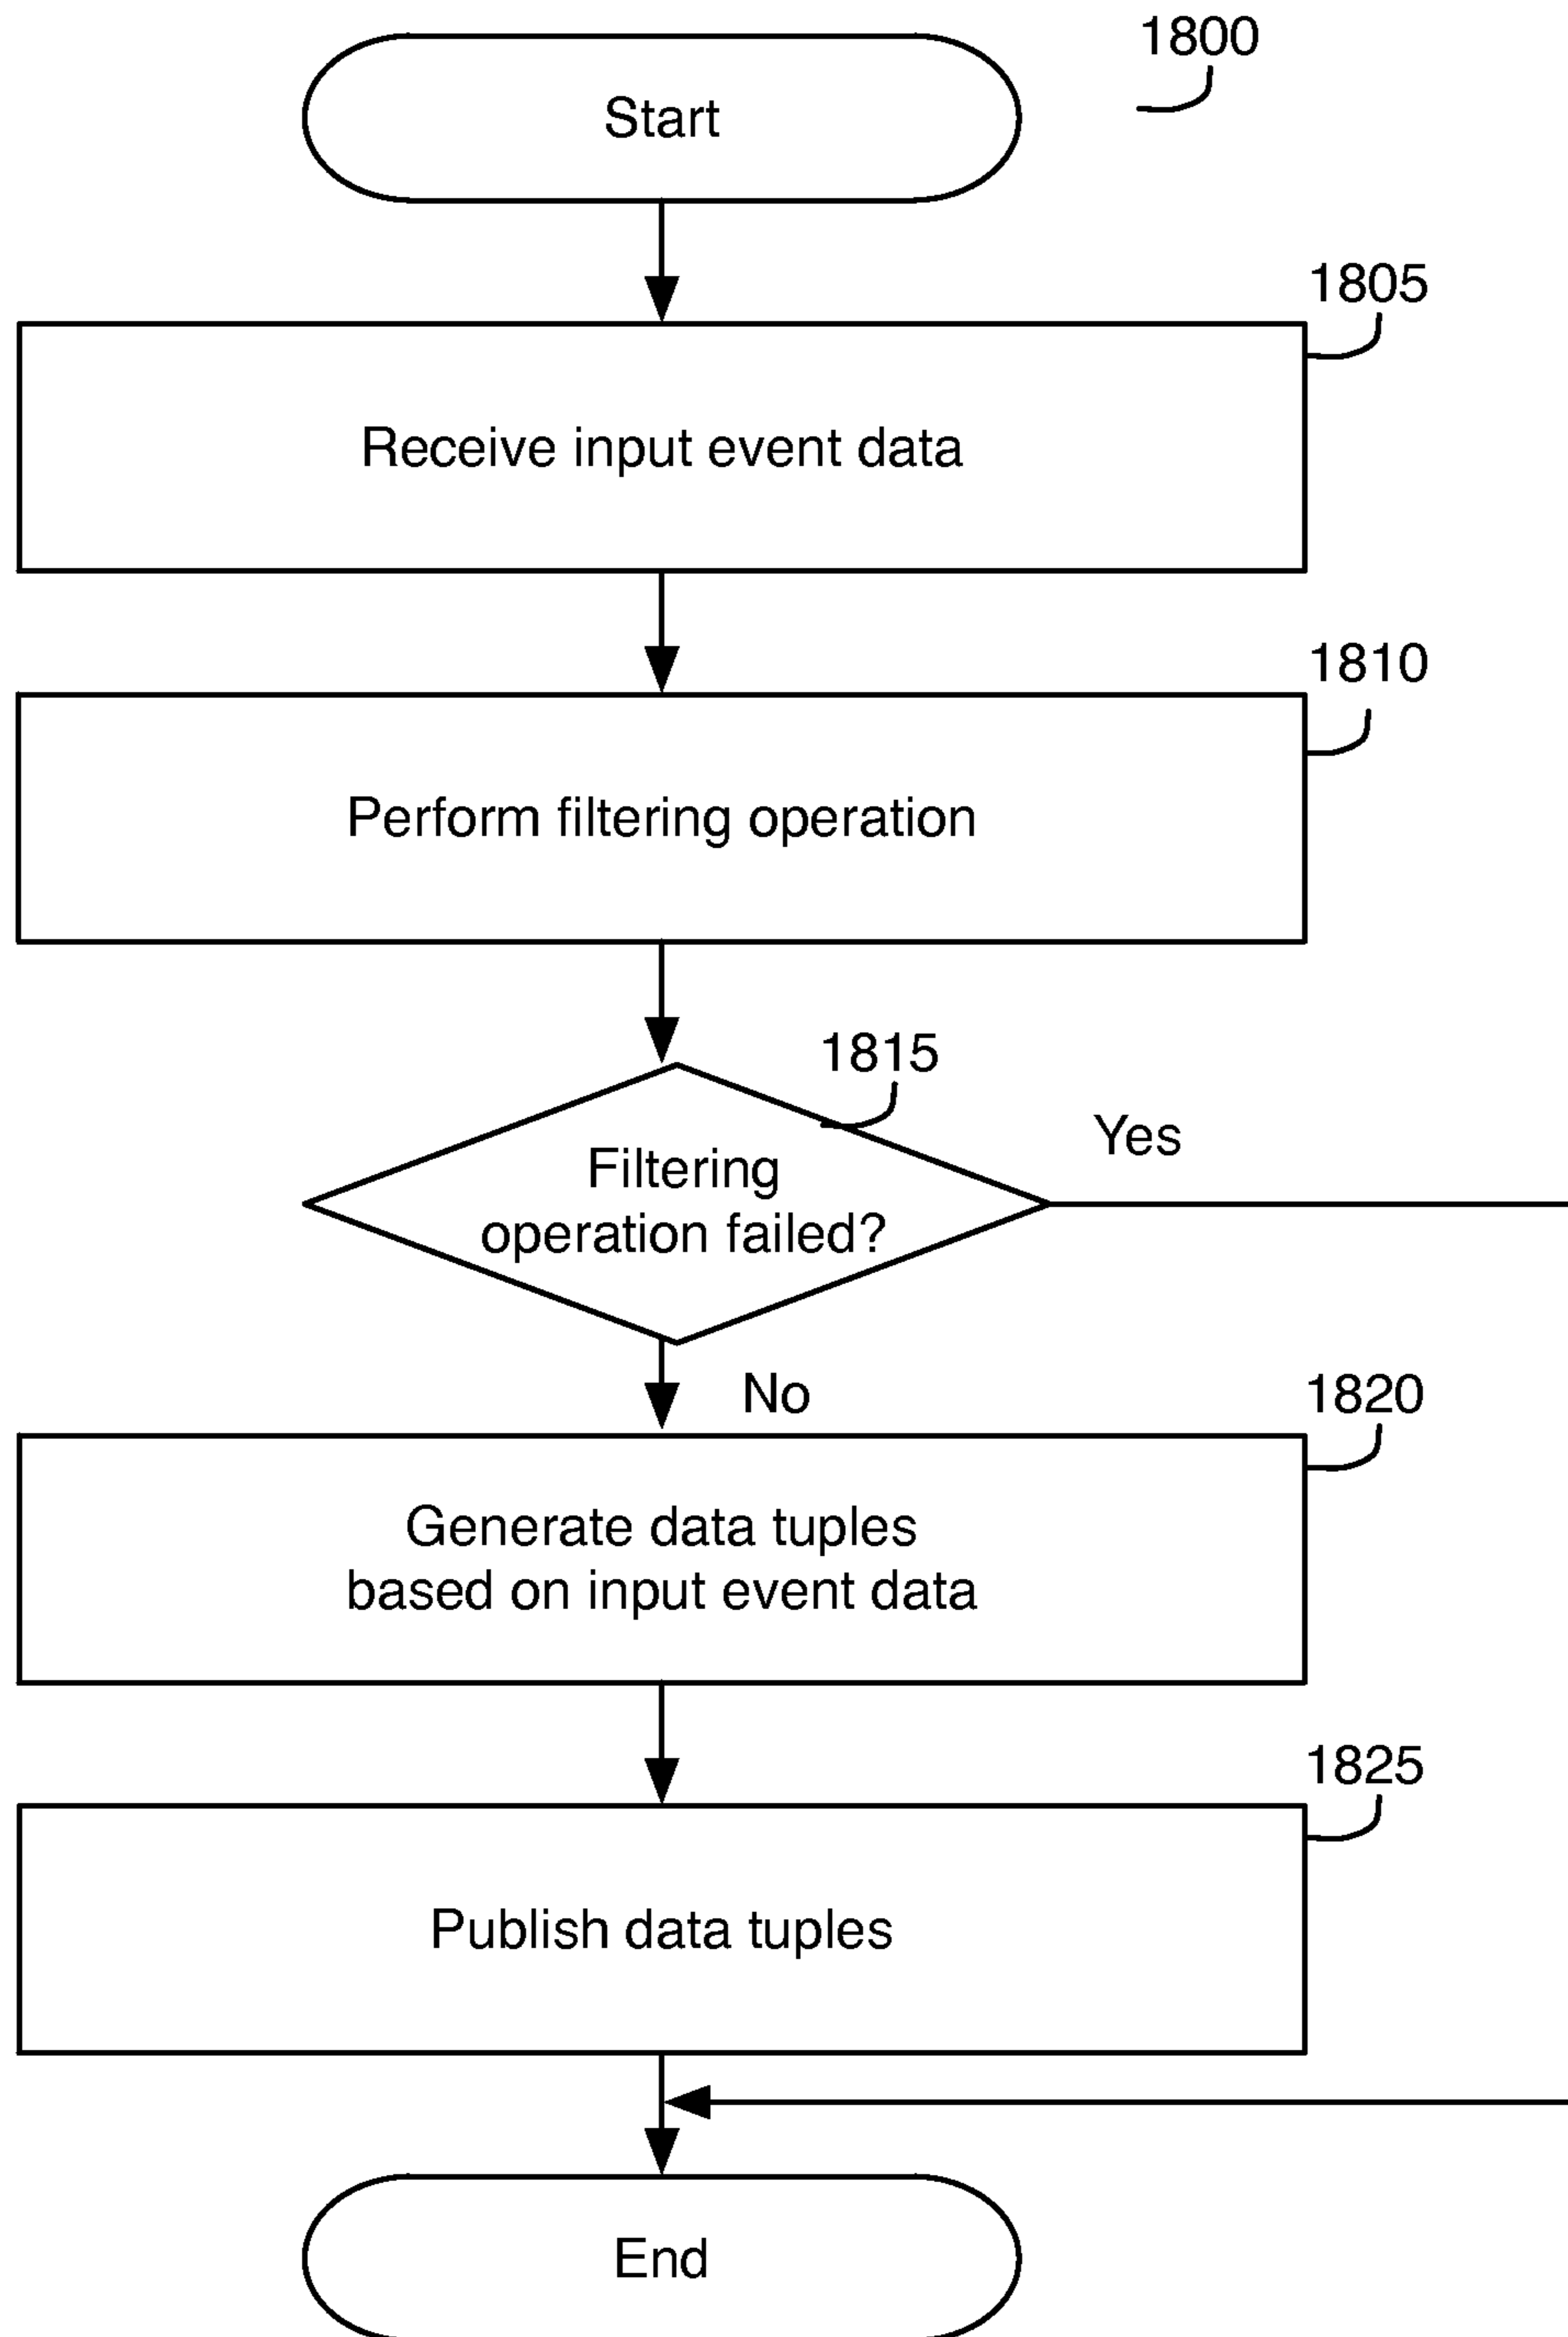 1800
Start
1805
Receive input event data
1810
Perform filtering operation
1815
Yes
Filtering
operation failed?
No
1820
Generate data tuples
based on input event data
1825
Publish data tuples
End